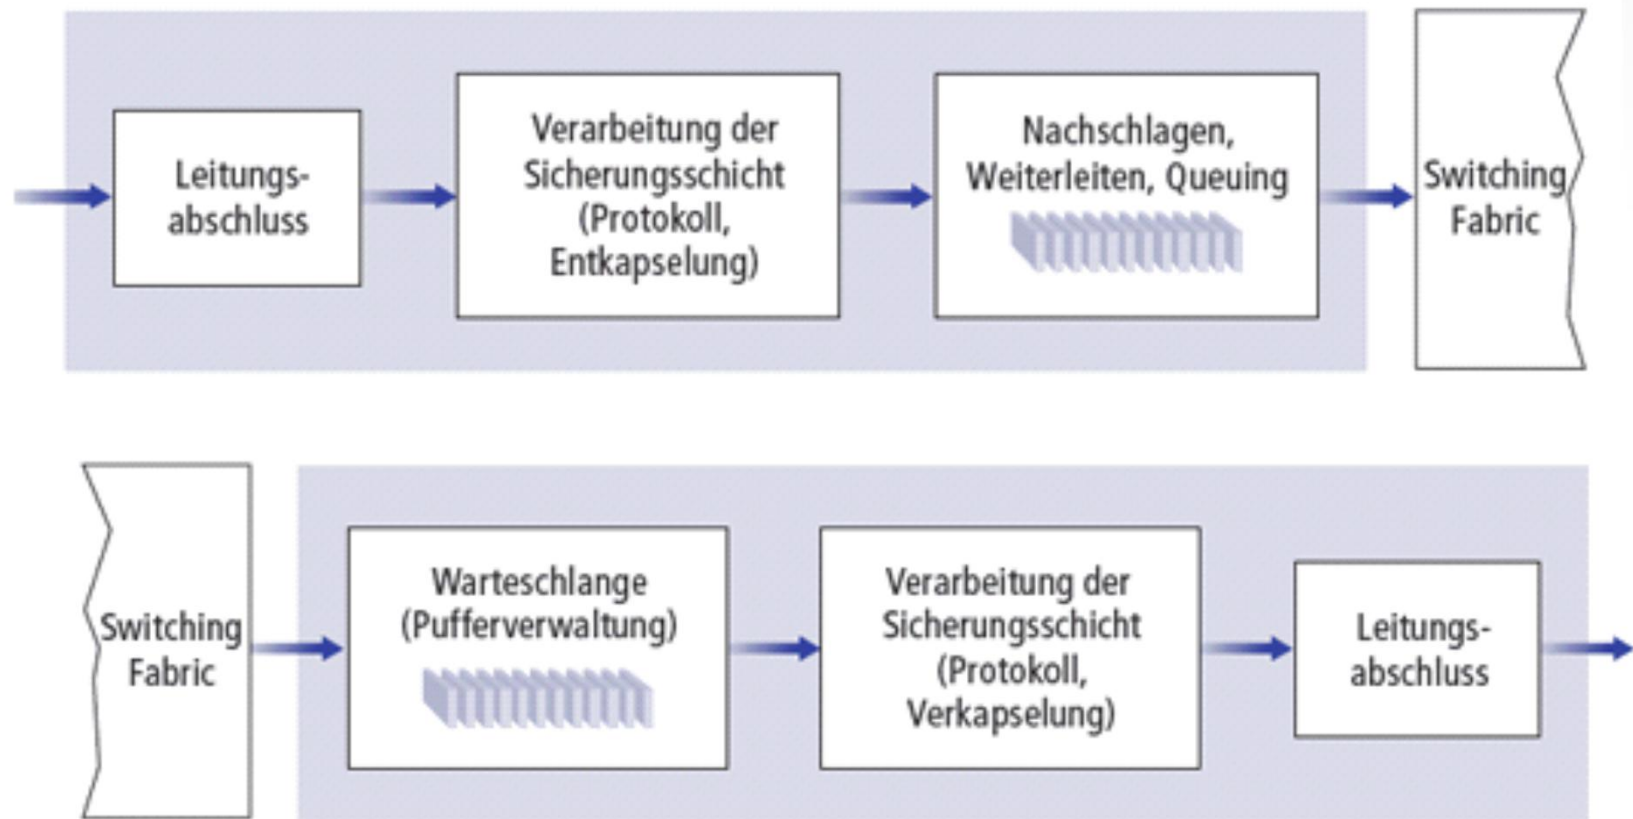 Leitungs-
abschluss
Verarbeitung der
Sicherungsschicht
(Protokoll,
Entkapselung)
Nachschlagen,
Weiterleiten, Queuing
Switching
Fabric
Switching
Fabric
Warteschlange
(Pufferverwaltung)
Verarbeitung der
Sicherungsschicht
(Protokoll,
Verkapselung)
Leitungs-
abschluss